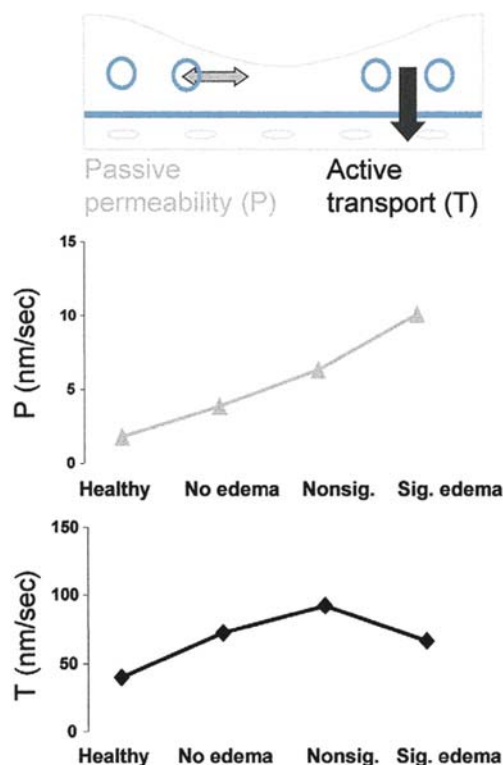 Passive
permeability (P)
Active
transport (T)
15
10
5
0
P (nm/sec)
Healthy No edema Nonsig. Sig. edema
150
100
50
0
T (nm/sec)
Healthy No edema Nonsig. Sig. edema